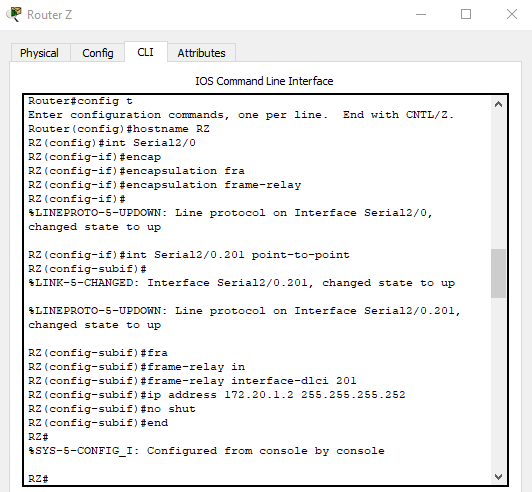 Router Z
Physical Config CLI Attributes
IOS Command Line Interface
Router#config t
Enter configuration commands, one per line.  End with CNTL/Z.
Router(config)#hostname RZ
RZ(config)#int Serial2/0
RZ(config-if)#encap
RZ(config-if)#encapsulation fra
RZ(config-if)#encapsulation frame-relay
RZ(config-if)#
%LINEPROTO-5-UPDOWN: Line protocol on Interface Serial2/0,
changed state to up
RZ(config-if)#int Serial2/0.201 point-to-point
RZ(config-subif)#
%LINK-5-CHANGED: Interface Serial2/0.201, changed state to up
%LINEPROTO-5-UPDOWN: Line protocol on Interface Serial2/0.201,
changed state to up
RZ(config-subif)#fra
RZ(config-subif)#frame-relay in
RZ(config-subif)#frame-relay interface-dlci 201
RZ(config-subif)#ip address 172.20.1.2 255.255.255.252
RZ(config-subif)#no shut
RZ(config-subif)#end
RZ#
%SYS-5-CONFIG_I: Configured from console by console
RZ#